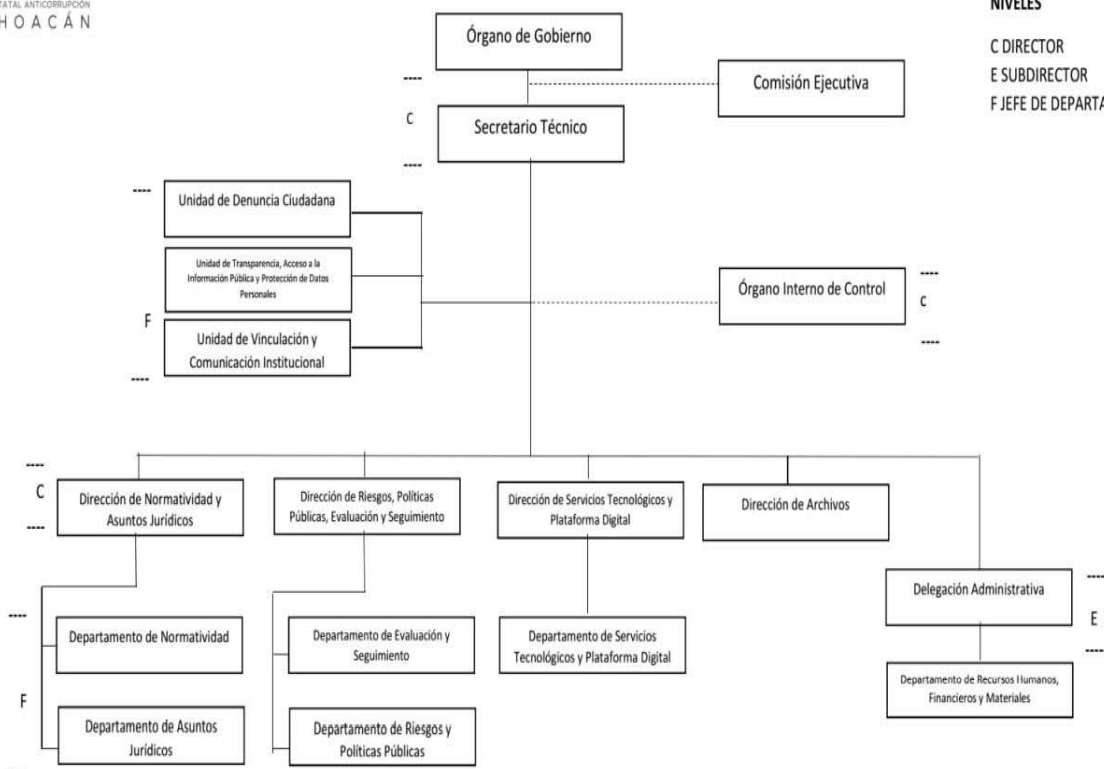 TATAL ANTICORRUPCIÓN
HOACÁN
NIVELES
C DIRECTOR
E SUBDIRECTOR
F JEFE DE DEPARTA
Órgano de Gobierno
----
Comisión Ejecutiva
C
Secretario Técnico
----
----
Unidad de Denuncia Ciudadana
Unidad de Transparencia, Acceso a la
Información Pública y Protección de Datos
Personales
F
Unidad de Vinculación y
Comunicación Institucional
----
----
Órgano Interno de Control
C
----
----
C
Dirección de Normatividad y
Asuntos Jurídicos
----
Dirección de Riesgos, Políticas
Públicas, Evaluación y Seguimiento
Dirección de Servicios Tecnológicos y
Plataforma Digital
Dirección de Archivos
Delegación Administrativa
----
E
----
----
Departamento de Normatividad
Departamento de Evaluación y
Seguimiento
Departamento de Servicios
Tecnológicos y Plataforma Digital
Departamento de Recursos Humanos,
Financieros y Materiales
F
Departamento de Asuntos
Jurídicos
Departamento de Riesgos y
Políticas Públicas